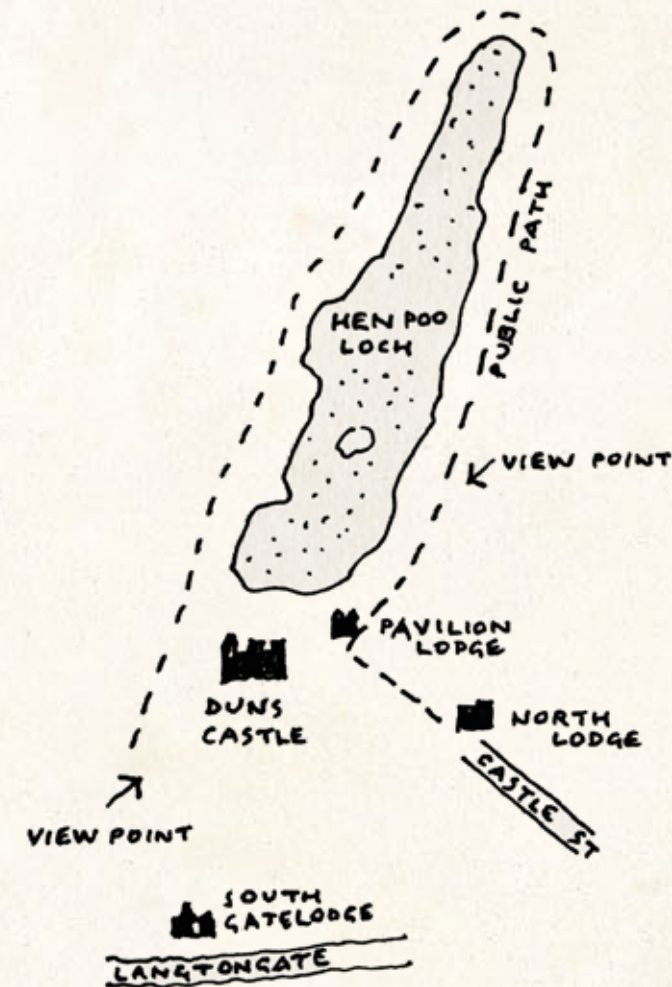 PUBLIC PATH
HEN POO
LOCH
VIEW POINT
PAVILION
LODGE
DUNS
CASTLE
NORTH
LODGE
CASTLE ST
VIEW POINT
SOUTH
GATELODGE
LANGTONGATE